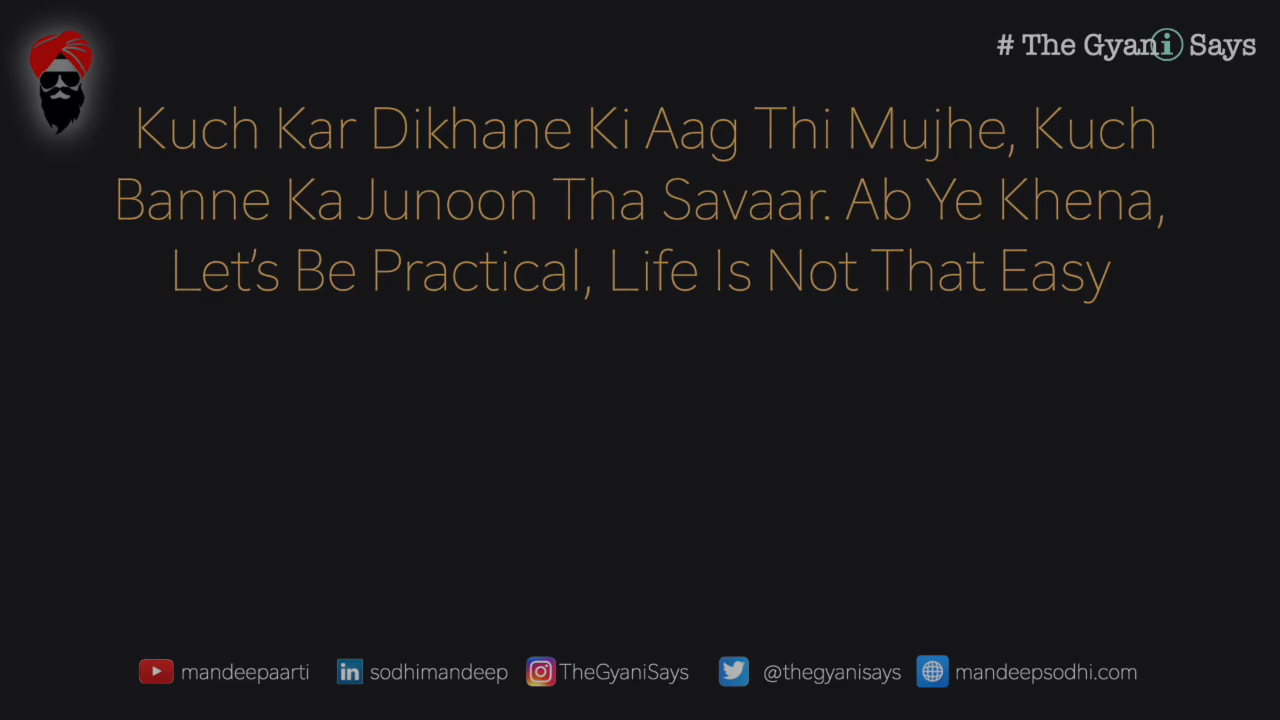 # The Gyani Says
Kuch Kar Dikhane Ki Aag Thi Mujhe, Kuch
Banne Ka Junoon Tha Savaar. Ab Ye Khena,
Let's Be Practical, Life Is Not That Easy
mandeepaarti sodhimandeep TheGyaniSays @thegyanisays mandeepsodhi.com